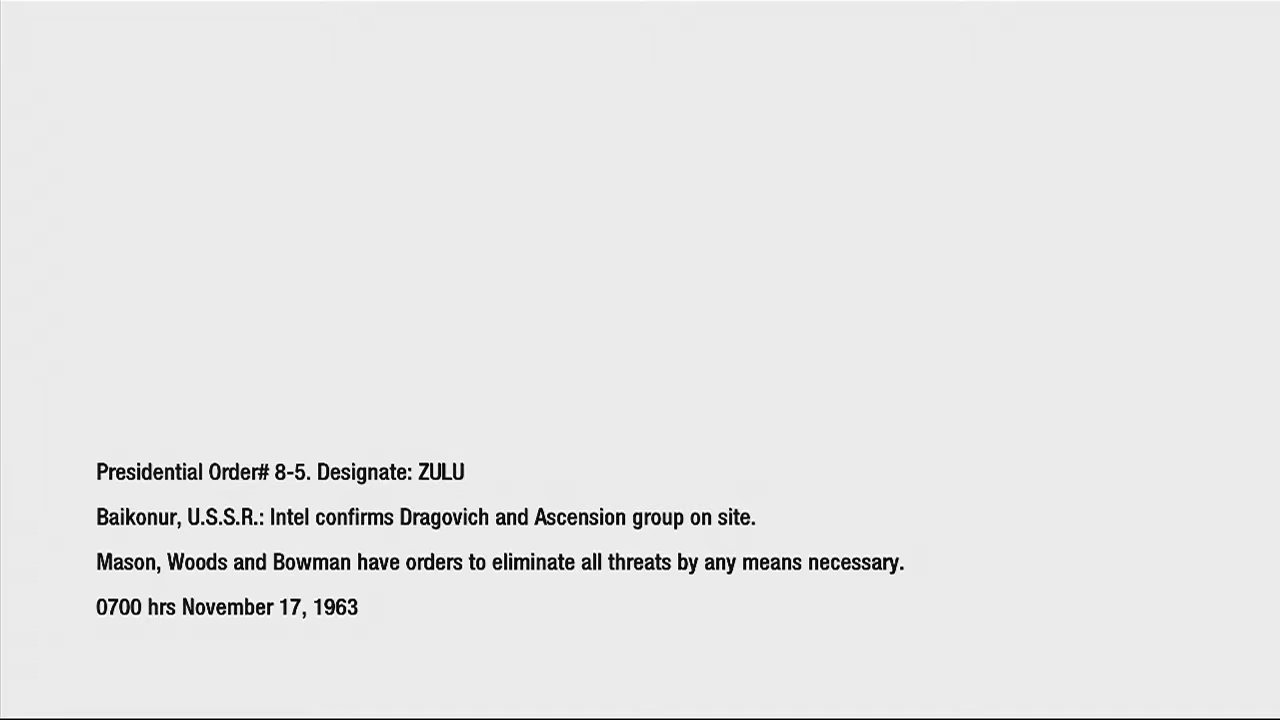 Presidential Order# 8-5. Designate: ZULU
Baikonur, U.S.S.R.: Intel confirms Dragovich and Ascension group on site.
Mason, Woods and Bowman have orders to eliminate all threats by any means necessary.
0700 hrs November 17, 1963